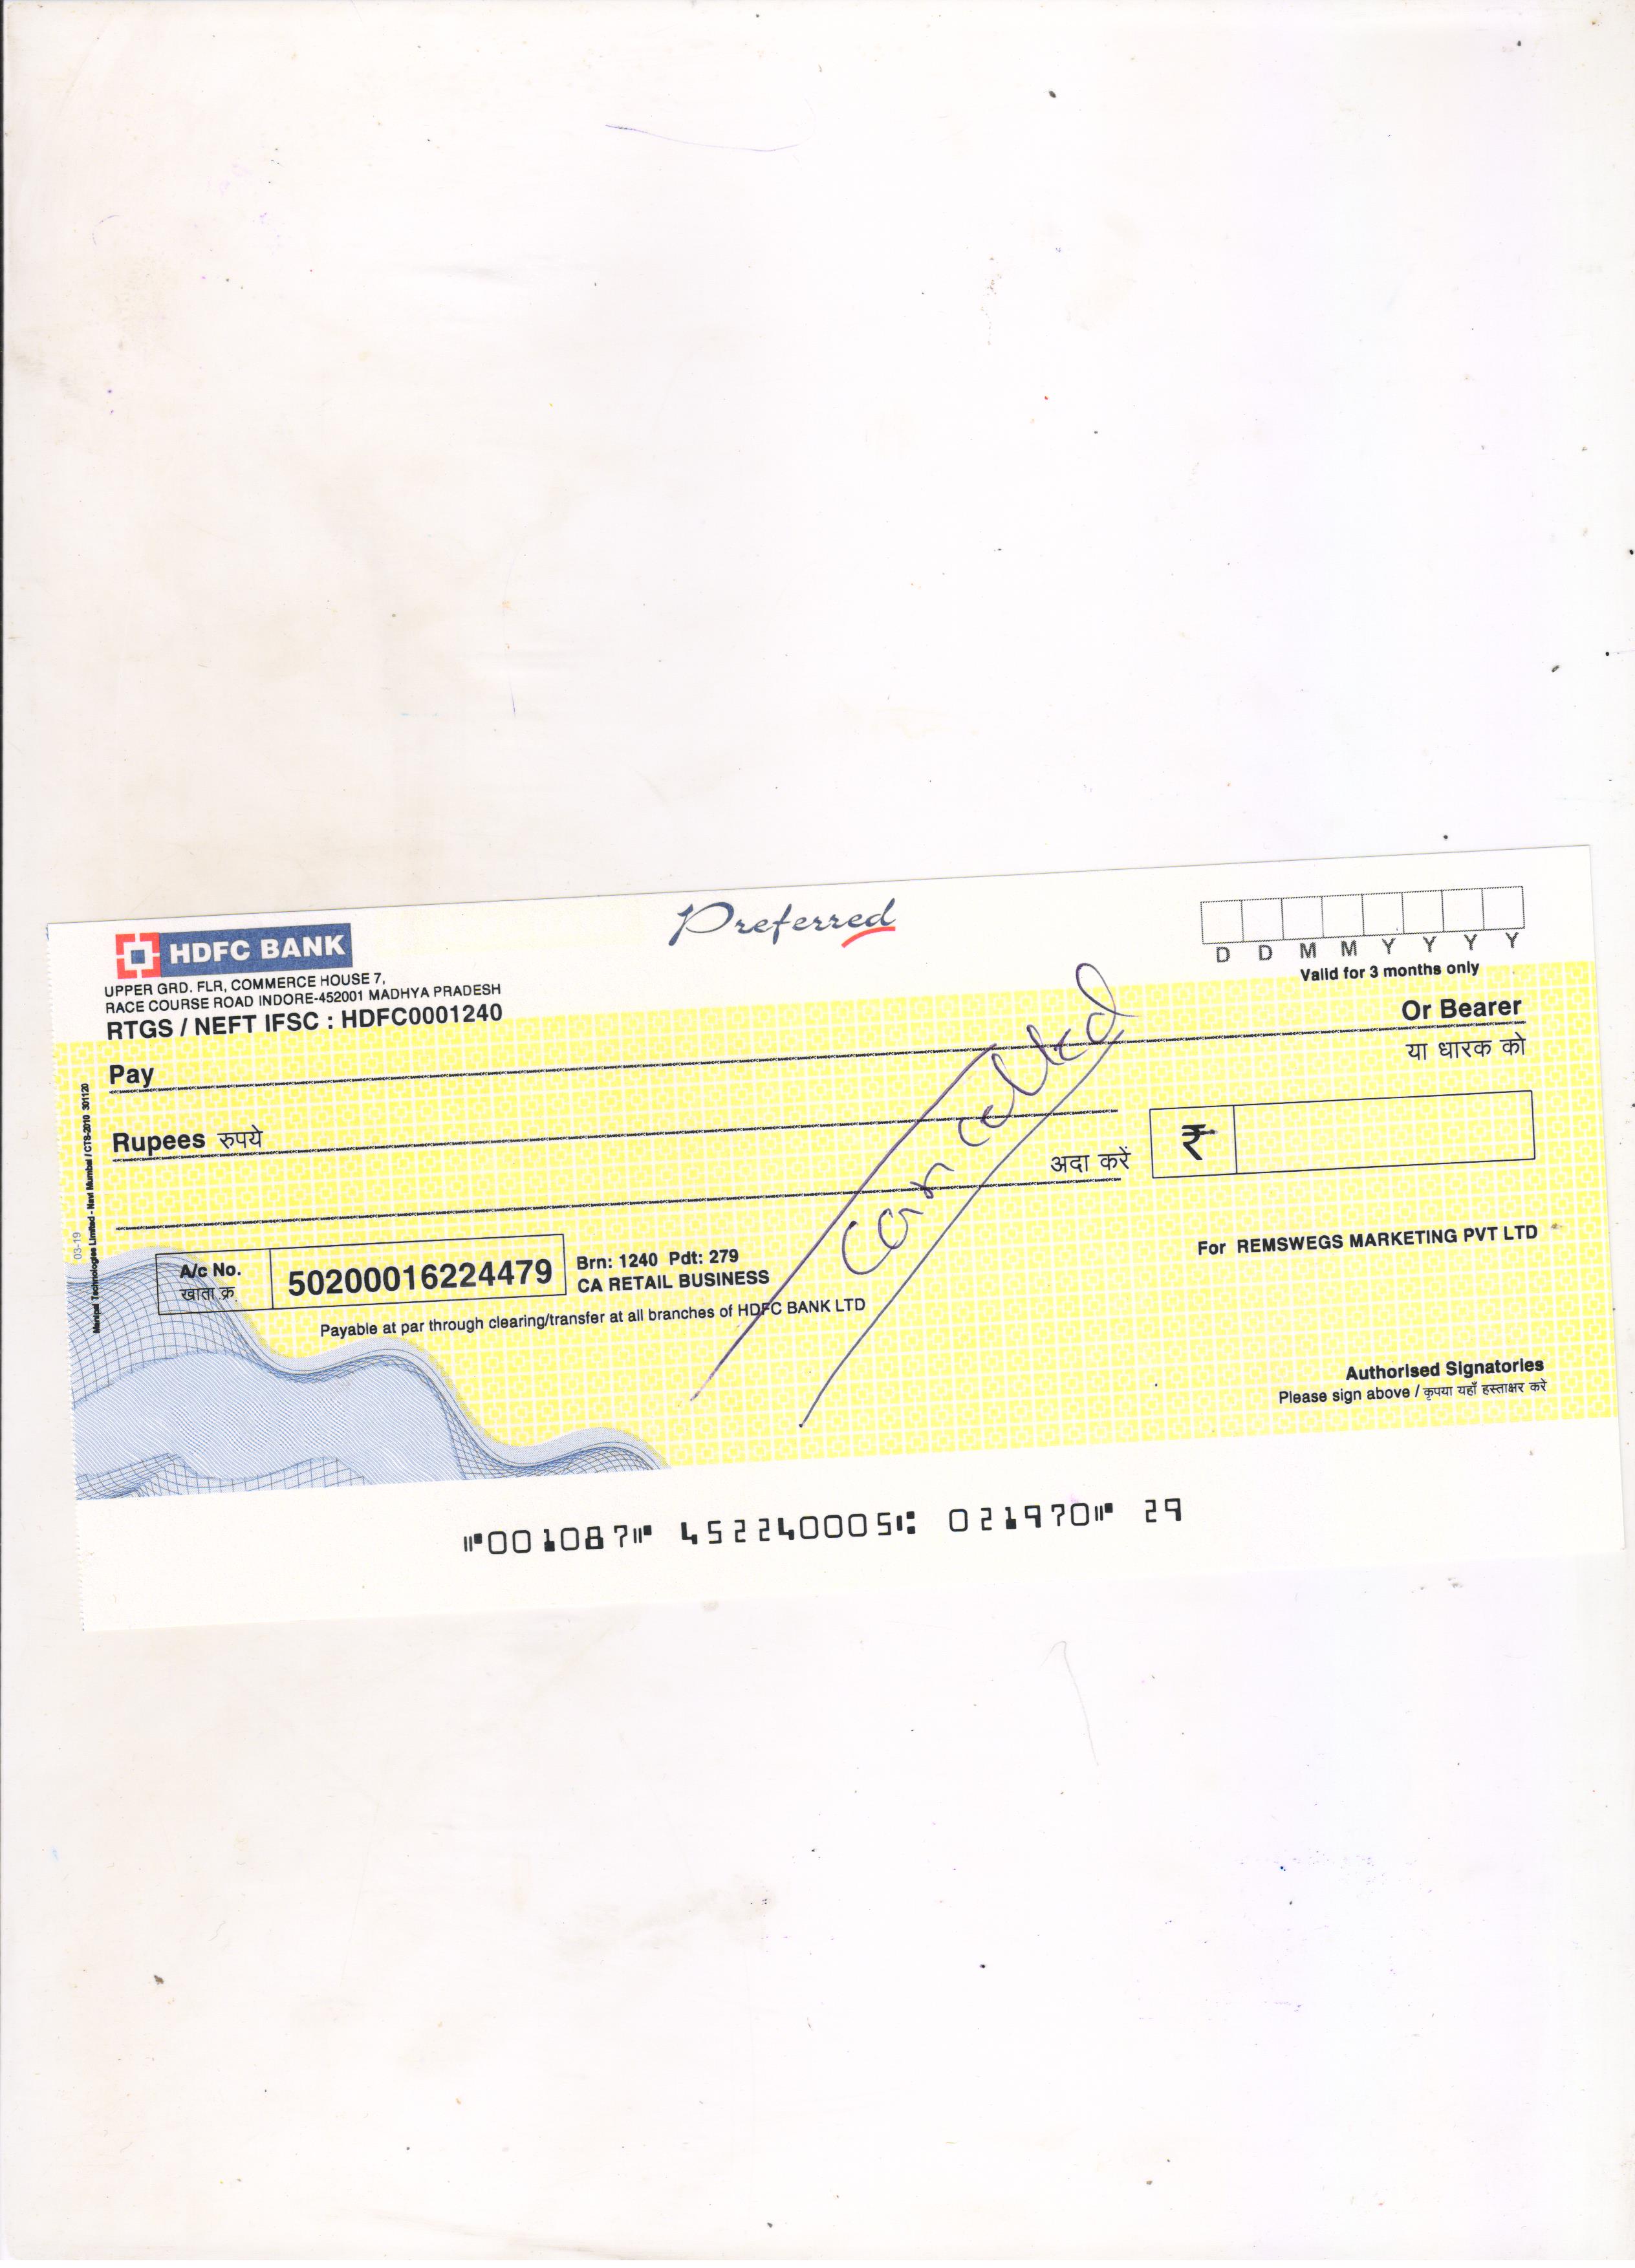 HDFC BANK
Preferred
UPPER GRD. FLR, COMMERCE HOUSE 7,
RACE COURSE ROAD INDORE-452001 MADHYA PRADESH
RTGS / NEFT IFSC : HDFC0001240
D D M M Y Y Y Y
Valid for 3 months only
Pay
Or Bearer
या धारक को
Rupees रुपये
अदा करें
₹
Cancelled
A/c No.
खाता क्र.
50200016224479
Brn: 1240 Pdt: 279
CA RETAIL BUSINESS
For REMSWEGS MARKETING PVT LTD
Payable at par through clearing/transfer at all branches of HDFC BANK LTD
Authorised Signatories
Please sign above / कृपया यहाँ हस्ताक्षर करे
03-19
Manipal Technologies Limited - Navi Mumbai / CTS-2010 301120
⑈001087⑈ 452240005⑆ 021970⑈ 29